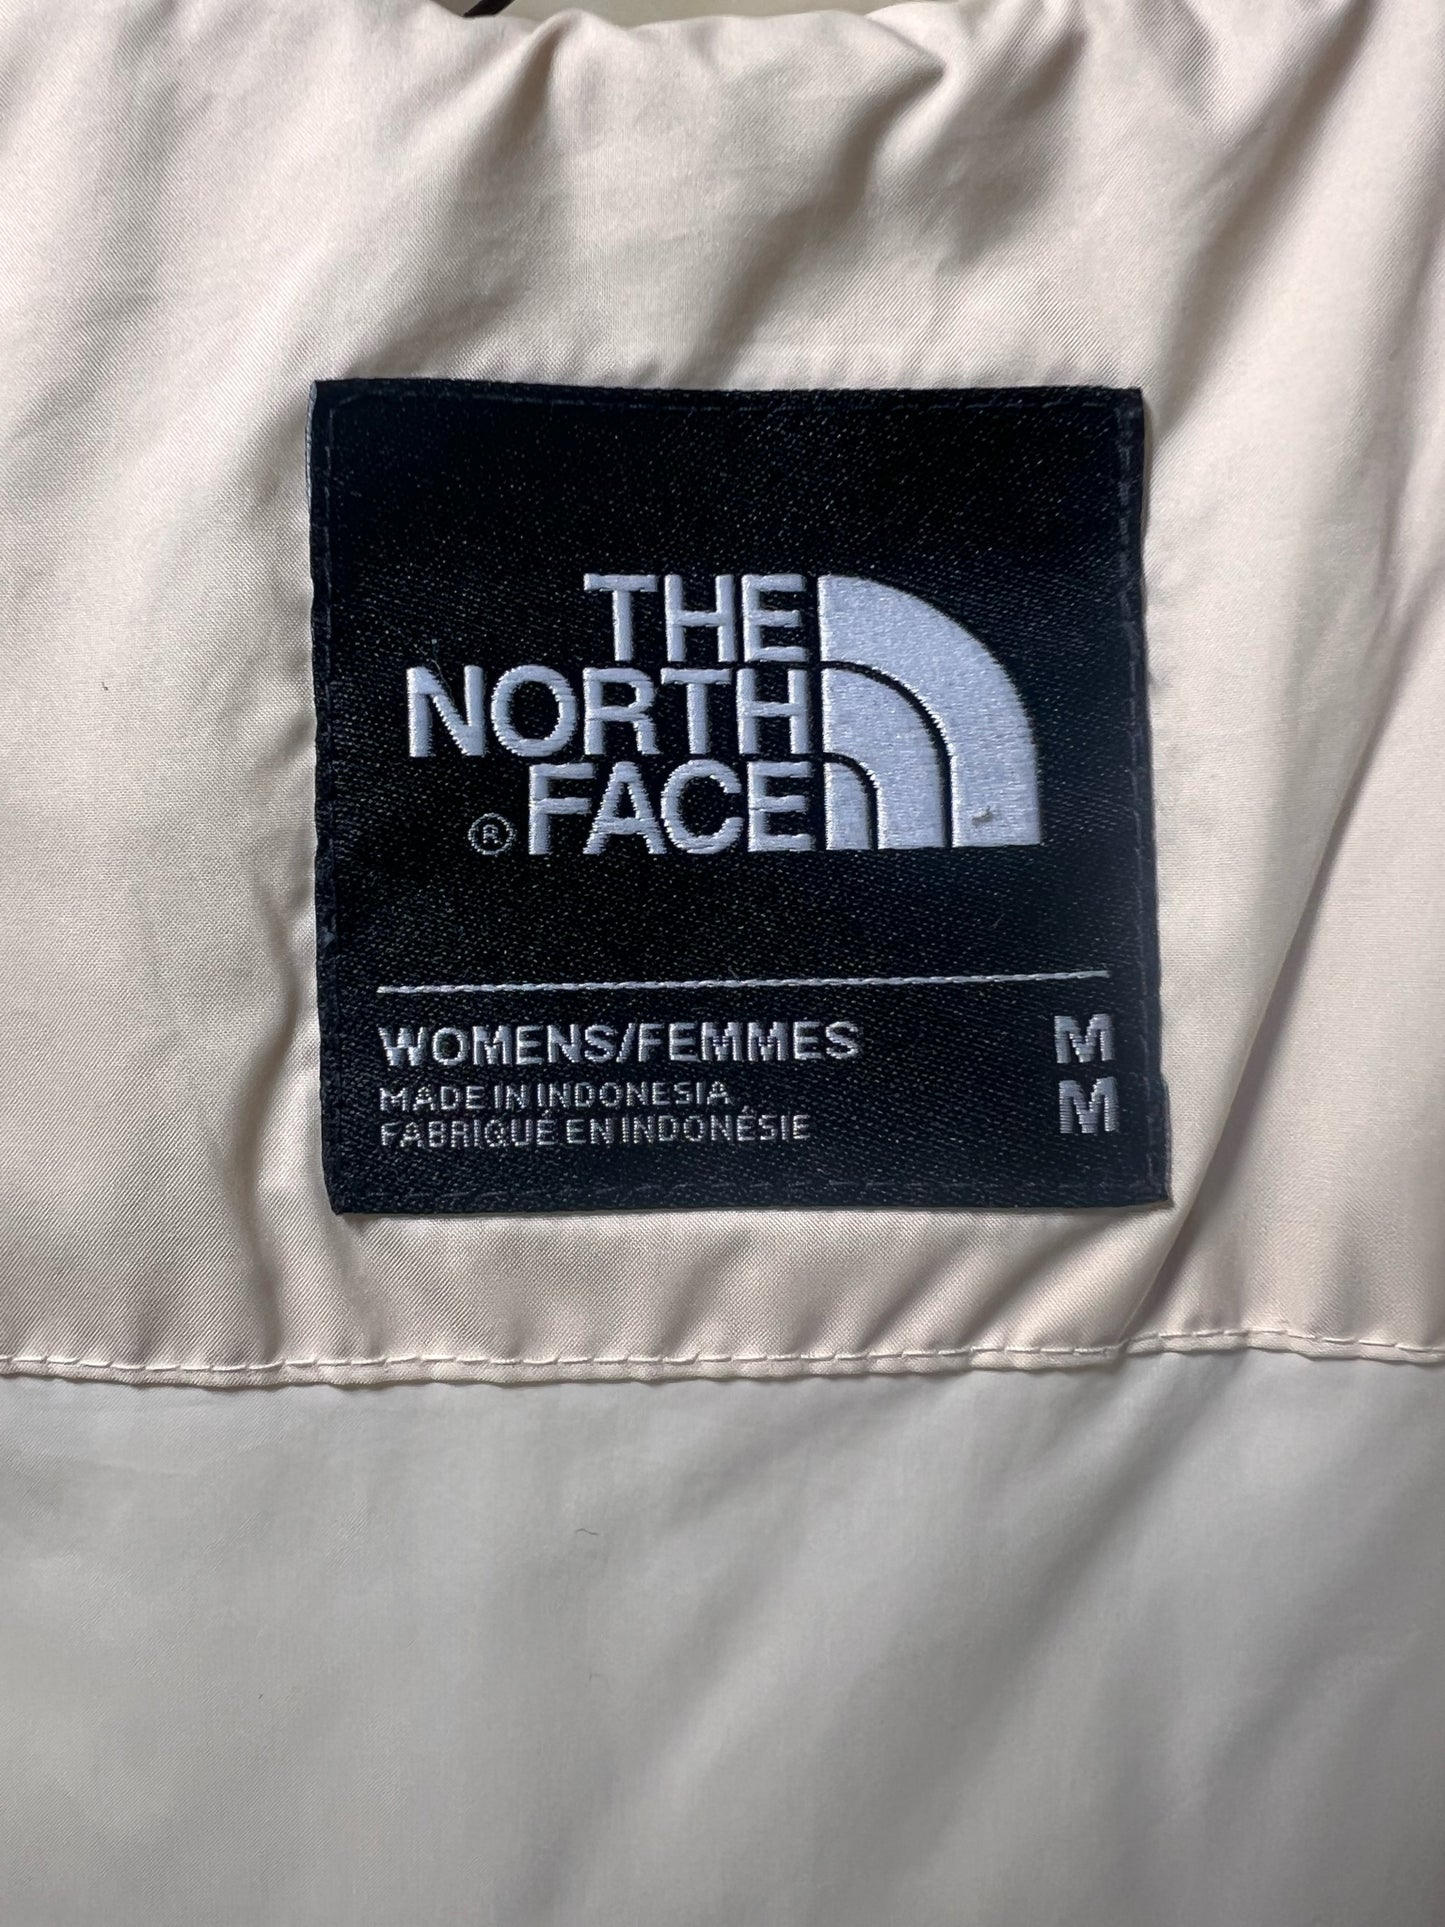 THE
NORTH
® FACE
WOMENS/FEMMES M
MADE IN INDONESIA
FABRIQUÉ EN INDONÉSIE M